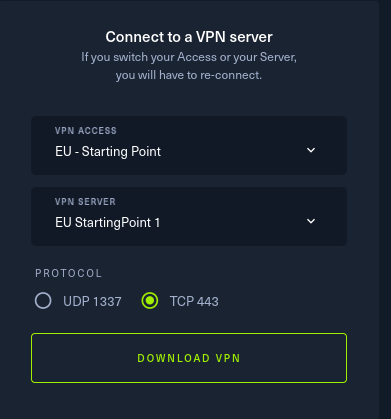 Connect to a VPN server
If you switch your Access or your Server,
you will have to re-connect.
VPN ACCESS
EU - Starting Point
VPN SERVER
EU StartingPoint 1
PROTOCOL
UDP 1337 TCP 443
DOWNLOAD VPN